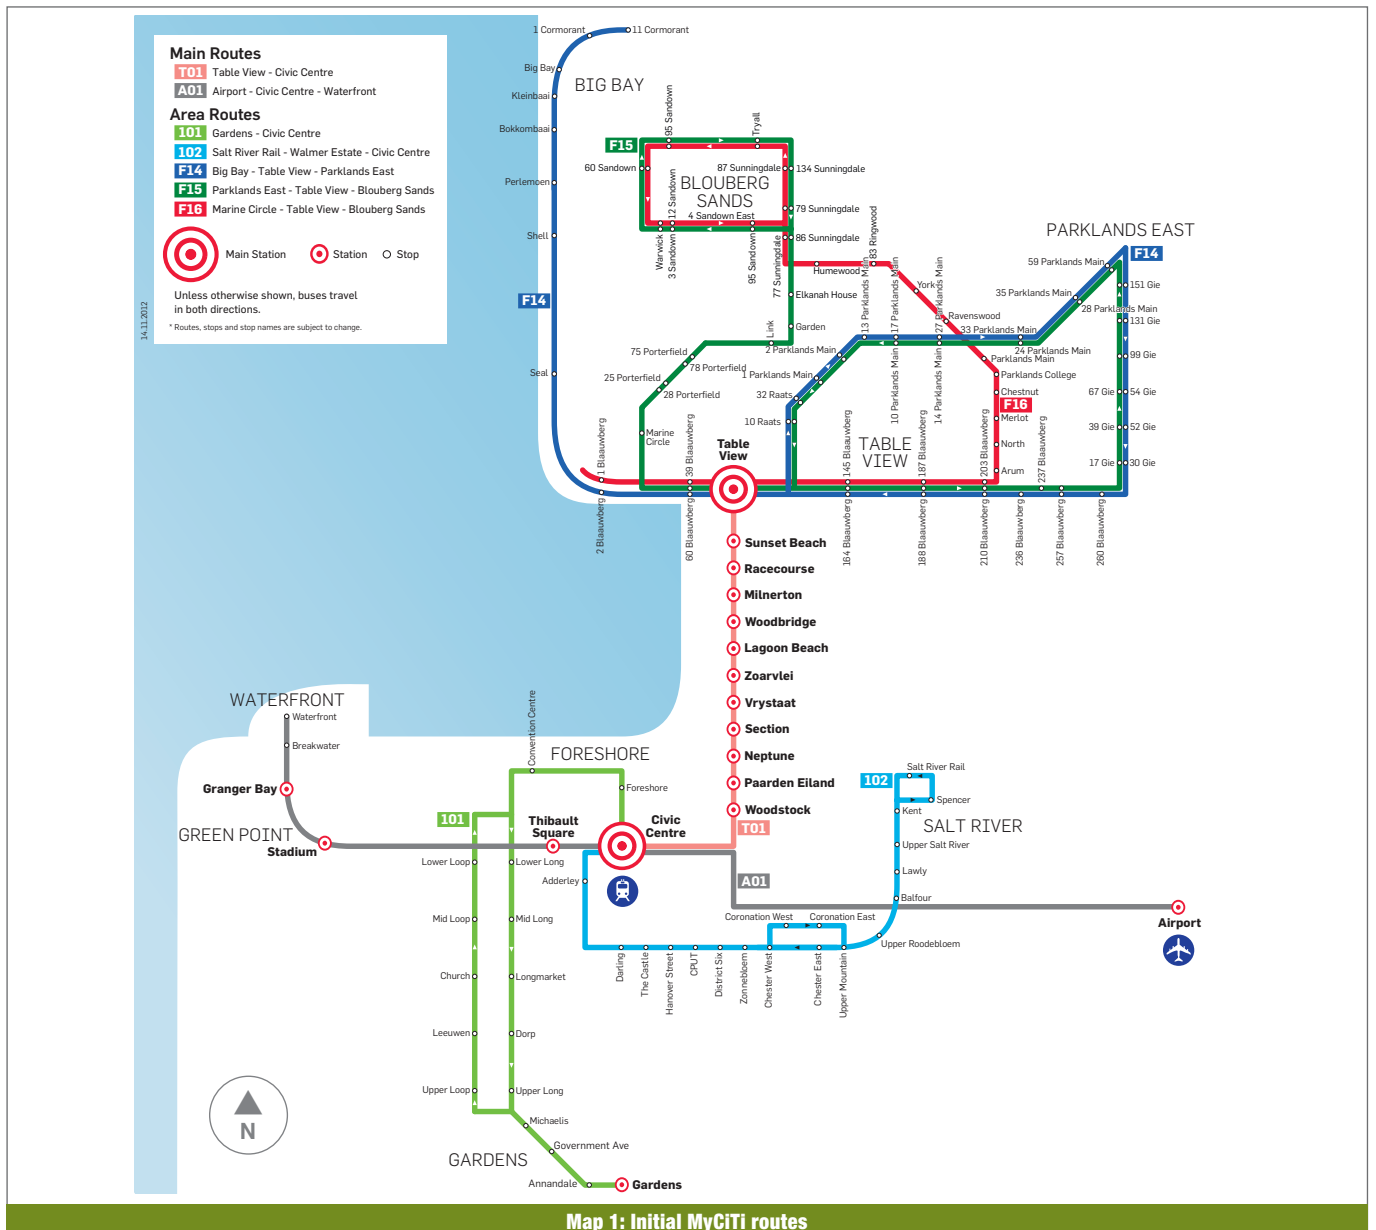 Main Routes
T01 Table View - Civic Centre
A01 Airport - Civic Centre - Waterfront
Area Routes
101 Gardens - Civic Centre
102 Salt River Rail - Walmer Estate - Civic Centre
F14 Big Bay - Table View - Parklands East
F15 Parklands East - Table View - Blouberg Sands
F16 Marine Circle - Table View - Blouberg Sands
Main Station
Station
Stop
Unless otherwise shown, buses travel
in both directions.
* Routes, stops and stop names are subject to change.
14.11.2012
1 Cormorant
11 Cormorant
Big Bay
BIG BAY
Kleinbaai
Bokkombaai
Perlemoen
Shell
F14
Seal
F15
95 Sandown
Tryall
60 Sandown
87 Sunningdale
134 Sunningdale
BLOUBERG
SANDS
12 Sandown
4 Sandown East
79 Sunningdale
86 Sunningdale
Warwick
3 Sandown
95 Sandown
77 Sunningdale
83 Ringwood
Humewood
Elkanah House
Garden
Link
York
Ravenswood
Parklands Main
Parklands College
Chestnut
F16
Merlot
North
Arum
PARKLANDS EAST
F14
59 Parklands Main
35 Parklands Main
28 Parklands Main
33 Parklands Main
24 Parklands Main
13 Parklands Main
17 Parklands Main
27 Parklands Main
10 Parklands Main
14 Parklands Main
2 Parklands Main
1 Parklands Main
32 Raats
10 Raats
151 Gie
131 Gie
99 Gie
67 Gie
54 Gie
39 Gie
52 Gie
17 Gie
30 Gie
75 Porterfield
78 Porterfield
25 Porterfield
28 Porterfield
Marine
Circle
1 Blaauwberg
39 Blaauwberg
Table
View
TABLE
VIEW
145 Blaauwberg
187 Blaauwberg
203 Blaauwberg
237 Blaauwberg
2 Blaauwberg
60 Blaauwberg
164 Blaauwberg
188 Blaauwberg
210 Blaauwberg
236 Blaauwberg
257 Blaauwberg
260 Blaauwberg
Sunset Beach
Racecourse
Milnerton
Woodbridge
Lagoon Beach
Zoarvlei
Vrystaat
Section
Neptune
Paarden Eiland
Woodstock
T01
WATERFRONT
Waterfront
Breakwater
Granger Bay
GREEN POINT
Stadium
Convention Centre
FORESHORE
Foreshore
101
Thibault
Square
Civic
Centre
A01
Airport
Lower Loop
Lower Long
Mid Loop
Mid Long
Church
Longmarket
Leeuwen
Dorp
Upper Loop
Upper Long
Michaelis
Government Ave
GARDENS
Annandale
Gardens
Adderley
Darling
The Castle
Hanover Street
CPUT
District Six
Zonnebloem
Chester West
Chester East
Upper Mountain
Coronation West
Coronation East
Upper Roodebloem
Balfour
Lawly
Upper Salt River
SALT RIVER
Kent
Spencer
Salt River Rail
102
N
Map 1: Initial MyCiTi routes